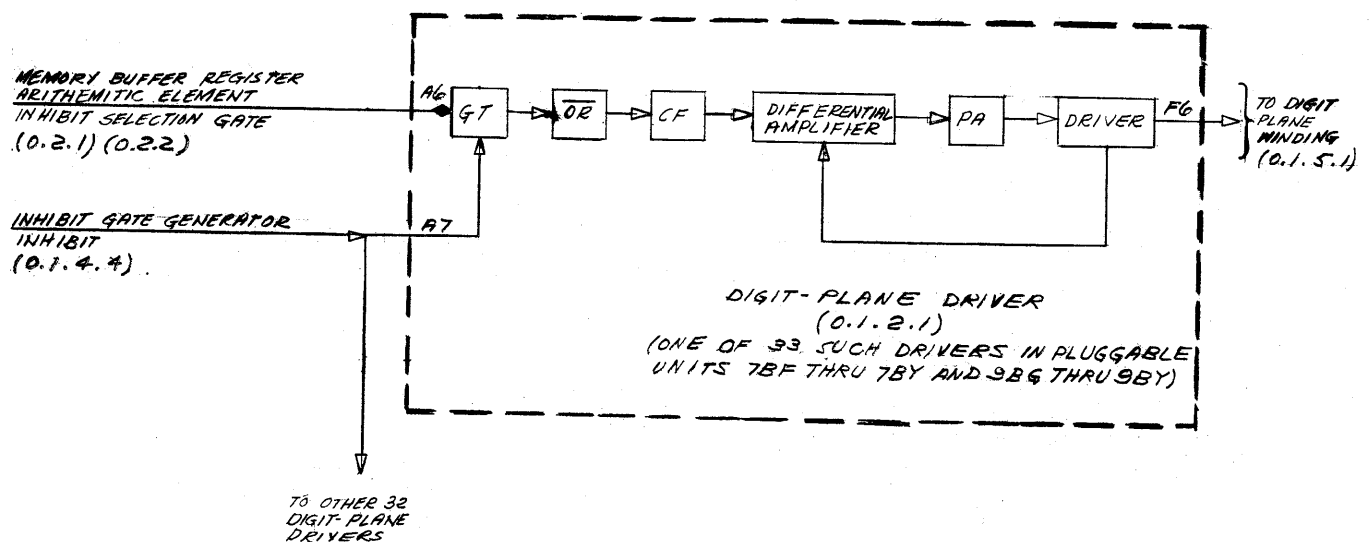 MEMORY BUFFER REGISTER
ARITHEMITIC ELEMENT
INHIBIT SELECTION GATE
(0.2.1) (0.2.2)
A6
GT
OR
CF
DIFFERENTIAL
AMPLIFIER
PA
DRIVER
F6
TO DIGIT
PLANE
WINDING
(0.1.5.1)
INHIBIT GATE GENERATOR
INHIBIT
(0.1.4.4)
A7
DIGIT-PLANE DRIVER
(0.1.2.1)
(ONE OF 33 SUCH DRIVERS IN PLUGGABLE
UNITS 7BF THRU 7BY AND 9BG THRU 9BY)
TO OTHER 32
DIGIT-PLANE
DRIVERS